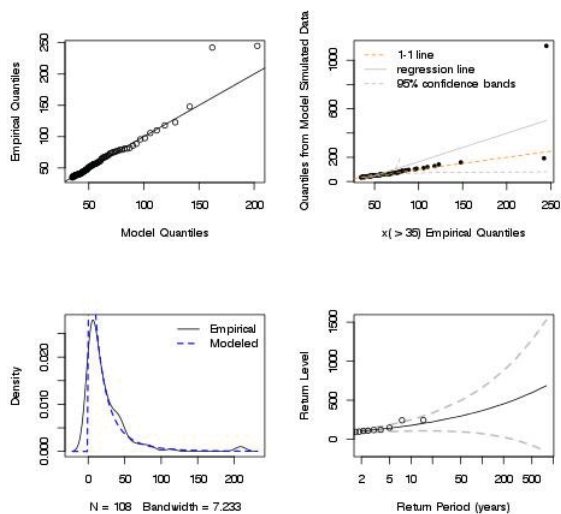 250
200
150
100
50
Empirical Quantiles
50 100 150 200
Model Quantiles
1000
600
200
0
Quantiles from Model Simulated Data
1-1 line
regression line
95% confidence bands
50 100 150 200 250
x( > 35) Empirical Quantiles
0.020
0.010
0.000
Density
Empirical
Modeled
0 50 100 150 200
N = 108 Bandwidth = 7.233
1500
1000
500
0
Return Level
2 5 10 50 200 500
Return Period (years)